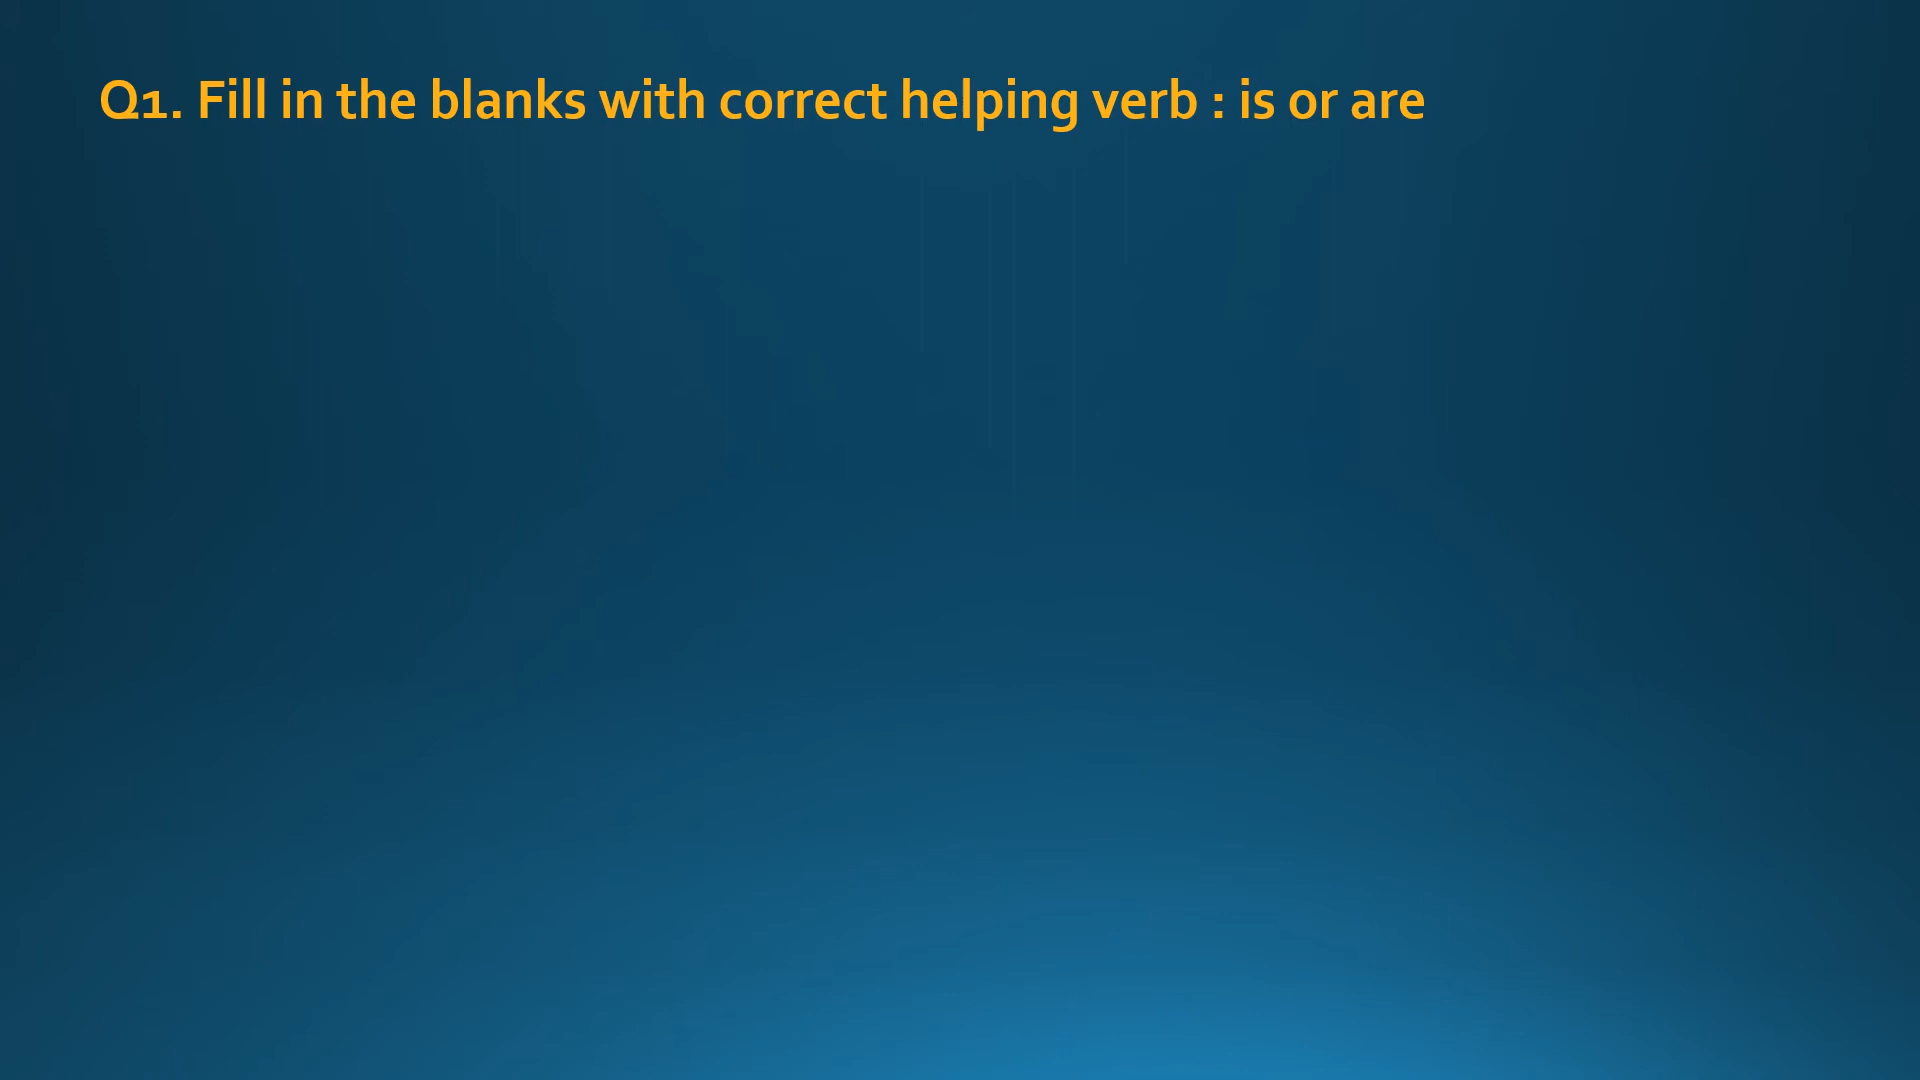 Q1. Fill in the blanks with correct helping verb : is or are